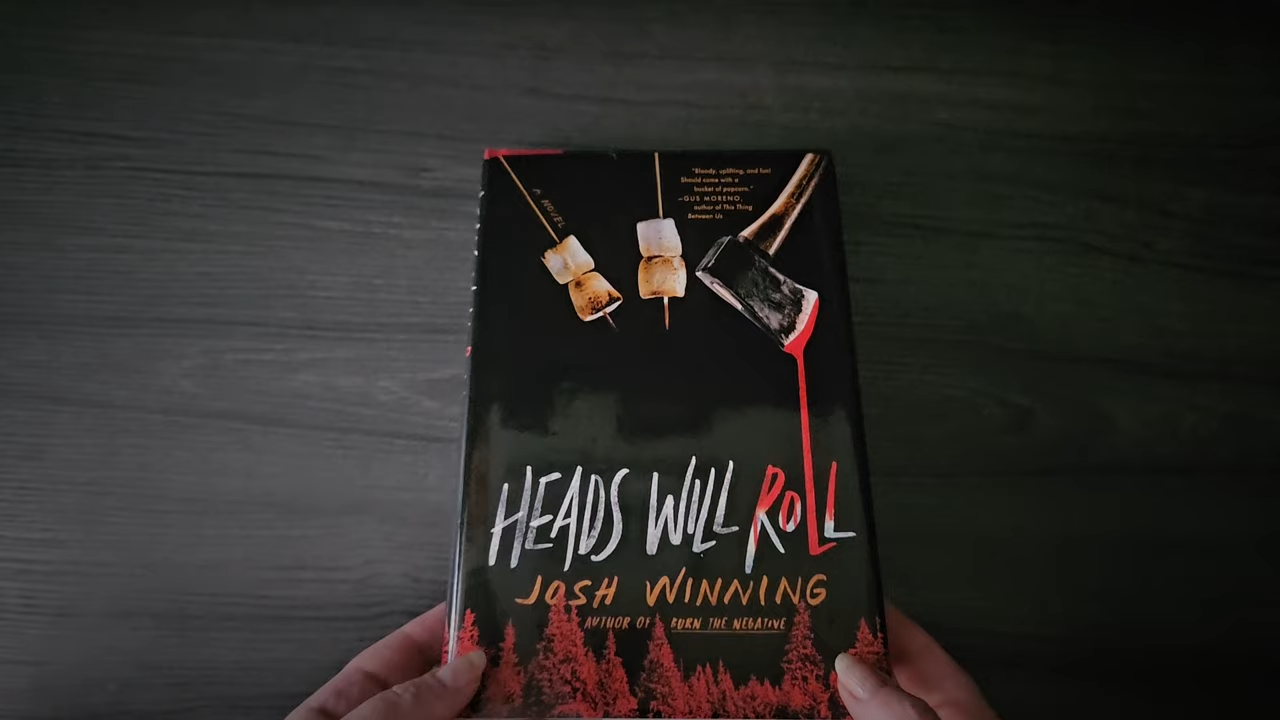 A NOVEL
"Bloody, uplifting, and fun!
Should come with a
bucket of popcorn."
—GUS MORENO,
author of This Thing
Between Us
HEADS WILL ROLL
JOSH WINNING
AUTHOR OF BURN THE NEGATIVE